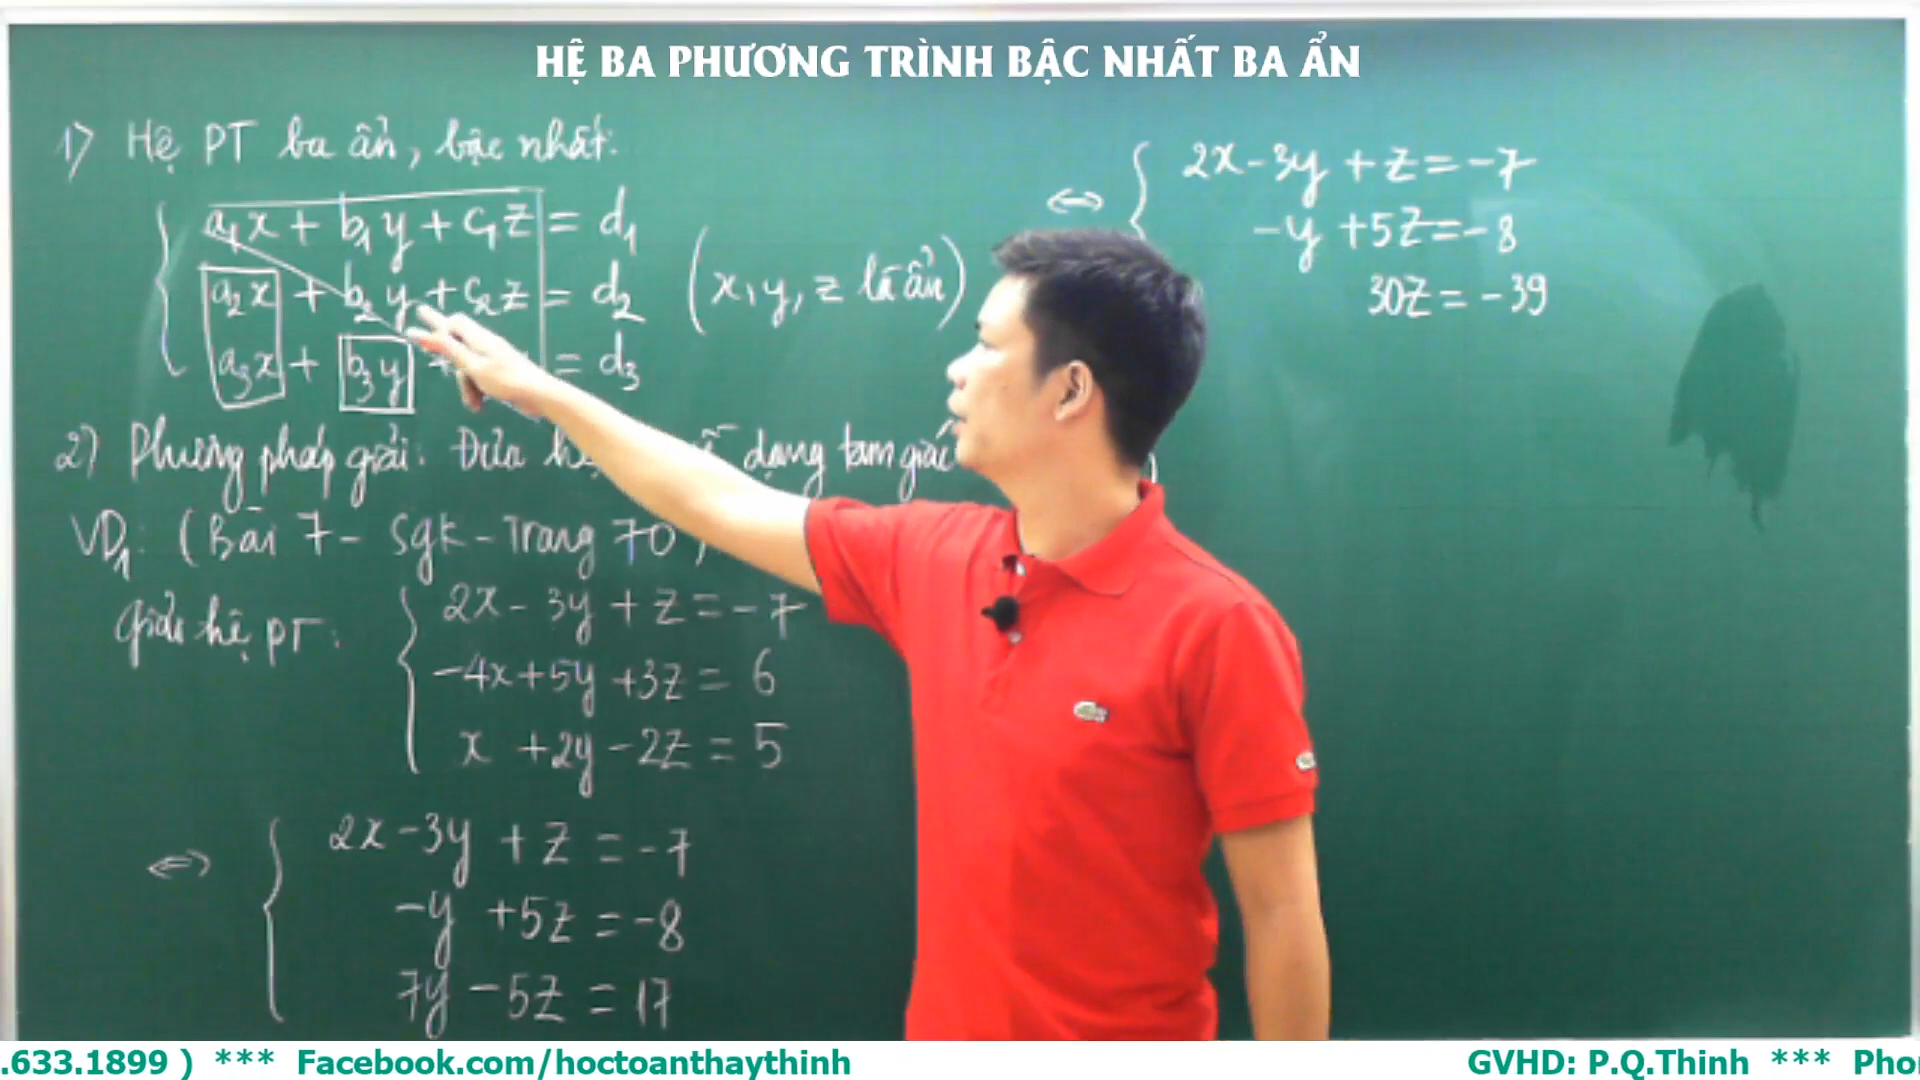 HỆ BA PHƯƠNG TRÌNH BẬC NHẤT BA ẨN
1) Hệ PT ba ẩn, bậc nhất:
a₁x + b₁y + c₁z = d₁
a₂x + b₂y + c₂z = d₂
a₃x + b₃y + = d₃
(x, y, z là ẩn)
2) Phương pháp giải: Đưa dạng tam giác
VD₁: (Bài 7 - Sgk - Trang 70)
Giải hệ PT:
2x - 3y + z = -7
-4x + 5y + 3z = 6
x + 2y - 2z = 5
⇔
2x - 3y + z = -7
-y + 5z = -8
7y - 5z = 17
⇔
2x - 3y + z = -7
-y + 5z = -8
30z = -39
.633.1899 ) *** Facebook.com/hoctoanthaythinh
GVHD: P.Q.Thinh *** Pho